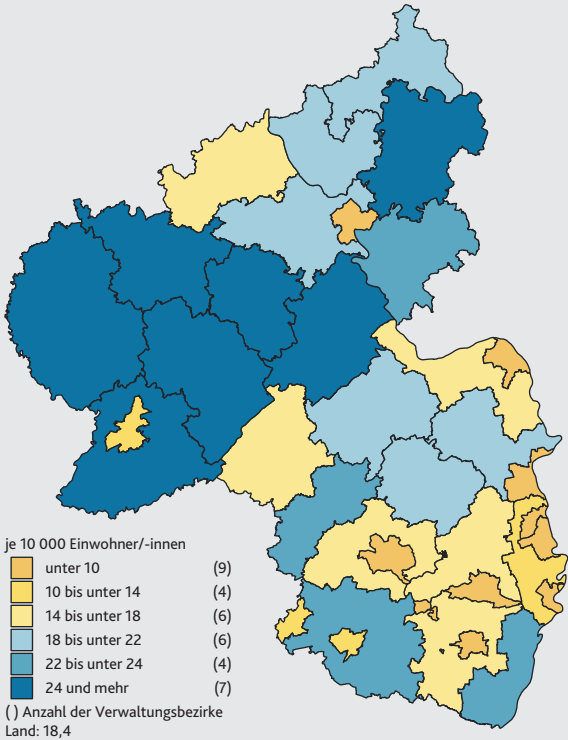 je 10 000 Einwohner/-innen
unter 10 (9)
10 bis unter 14 (4)
14 bis unter 18 (6)
18 bis unter 22 (6)
22 bis unter 24 (4)
24 und mehr (7)
( ) Anzahl der Verwaltungsbezirke
Land: 18,4